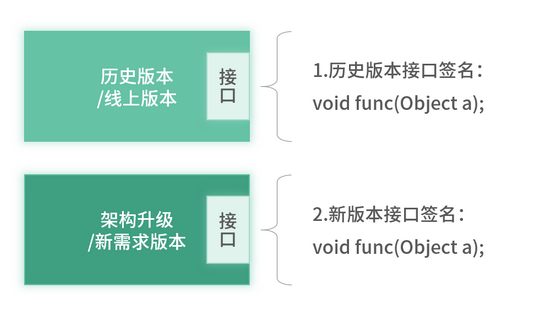 历史版本
/线上版本
接
口
1.历史版本接口签名：
void func(Object a);
架构升级
/新需求版本
接
口
2.新版本接口签名：
void func(Object a);